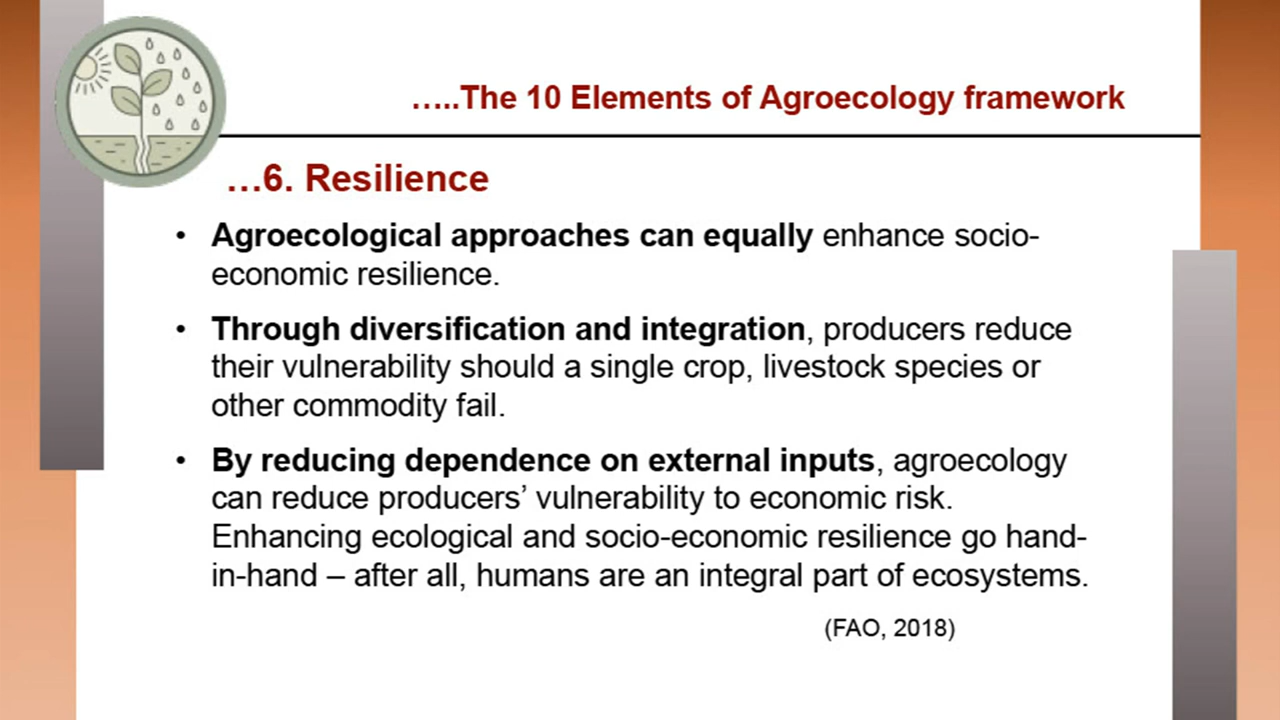 …..The 10 Elements of Agroecology framework
…6. Resilience
• Agroecological approaches can equally enhance socio-
economic resilience.
• Through diversification and integration, producers reduce
their vulnerability should a single crop, livestock species or
other commodity fail.
• By reducing dependence on external inputs, agroecology
can reduce producers’ vulnerability to economic risk.
Enhancing ecological and socio-economic resilience go hand-
in-hand – after all, humans are an integral part of ecosystems.
(FAO, 2018)